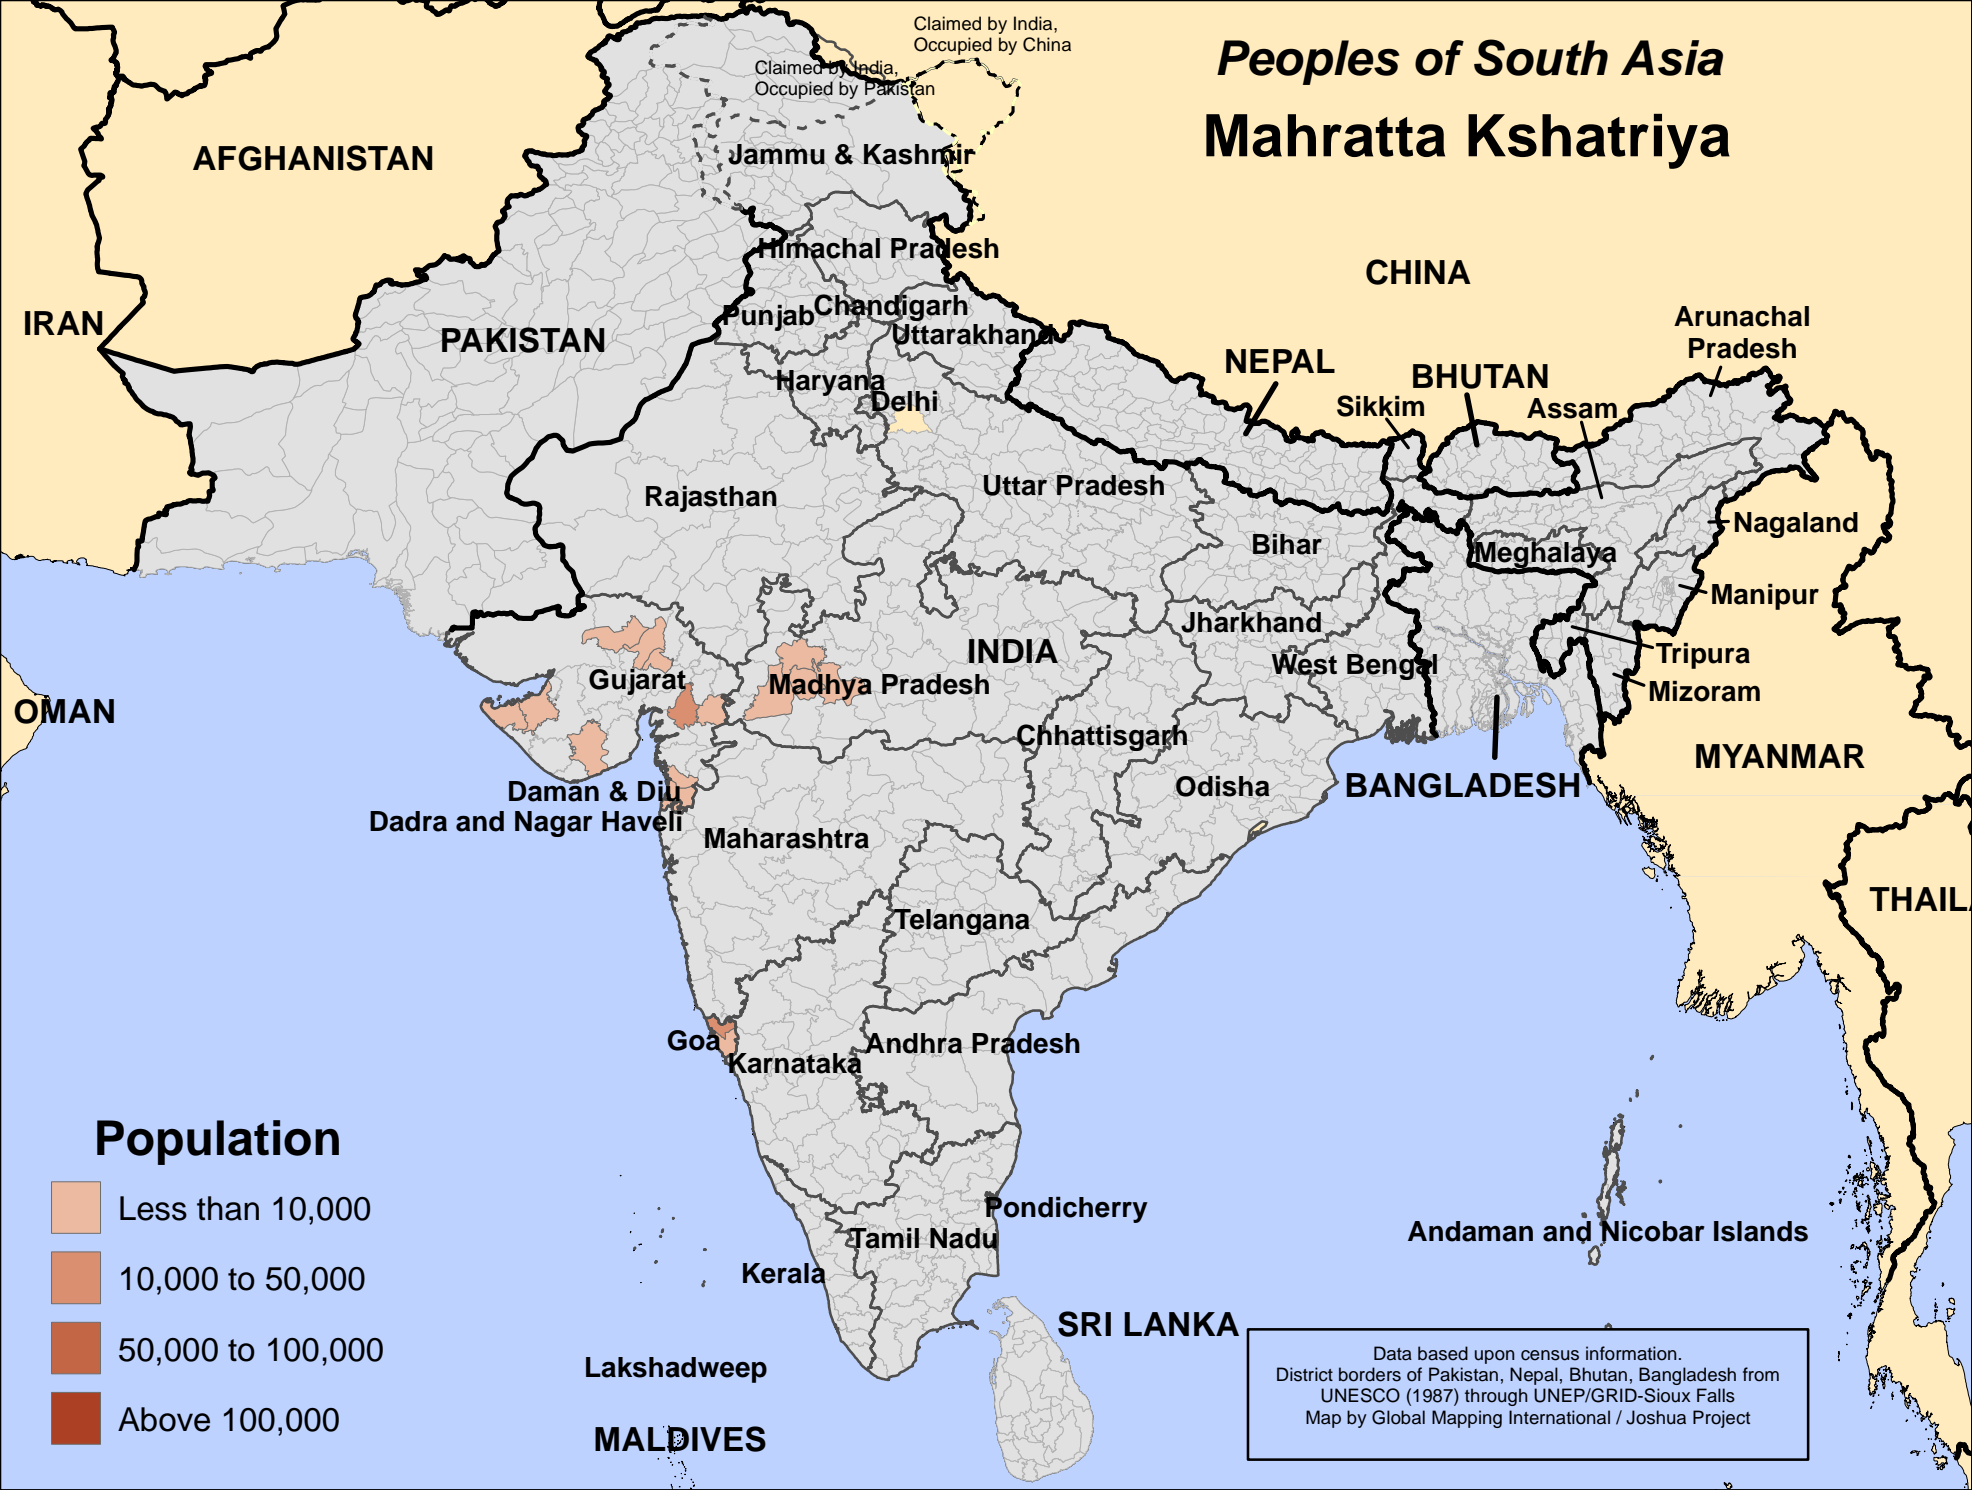 Claimed by India,
Occupied by China
Peoples of South Asia
Mahratta Kshatriya
Claimed by India,
Occupied by Pakistan
AFGHANISTAN
Jammu & Kashmir
Himachal Pradesh
CHINA
IRAN
PAKISTAN
Punjab
Chandigarh
Uttarakhand
Arunachal
Pradesh
NEPAL
BHUTAN
Haryana
Delhi
Sikkim
Assam
Rajasthan
Uttar Pradesh
Bihar
Meghalaya
Nagaland
Manipur
Jharkhand
INDIA
West Bengal
Tripura
Mizoram
Gujarat
Madhya Pradesh
OMAN
Chhattisgarh
MYANMAR
Odisha
BANGLADESH
Daman & Diu
Dadra and Nagar Haveli
Maharashtra
THAILA
Telangana
Goa
Karnataka
Andhra Pradesh
Population
Less than 10,000
10,000 to 50,000
50,000 to 100,000
Above 100,000
Pondicherry
Tamil Nadu
Kerala
Andaman and Nicobar Islands
SRI LANKA
Lakshadweep
MALDIVES
Data based upon census information.
District borders of Pakistan, Nepal, Bhutan, Bangladesh from
UNESCO (1987) through UNEP/GRID-Sioux Falls
Map by Global Mapping International / Joshua Project